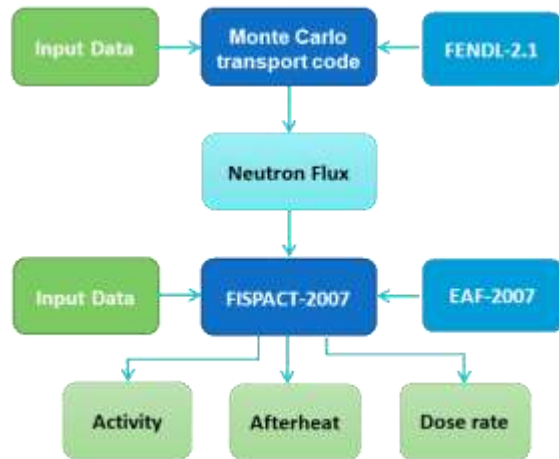 Input Data
Monte Carlo
transport code
FENDL-2.1
Neutron Flux
Input Data
FISPACT-2007
EAF-2007
Activity
Afterheat
Dose rate